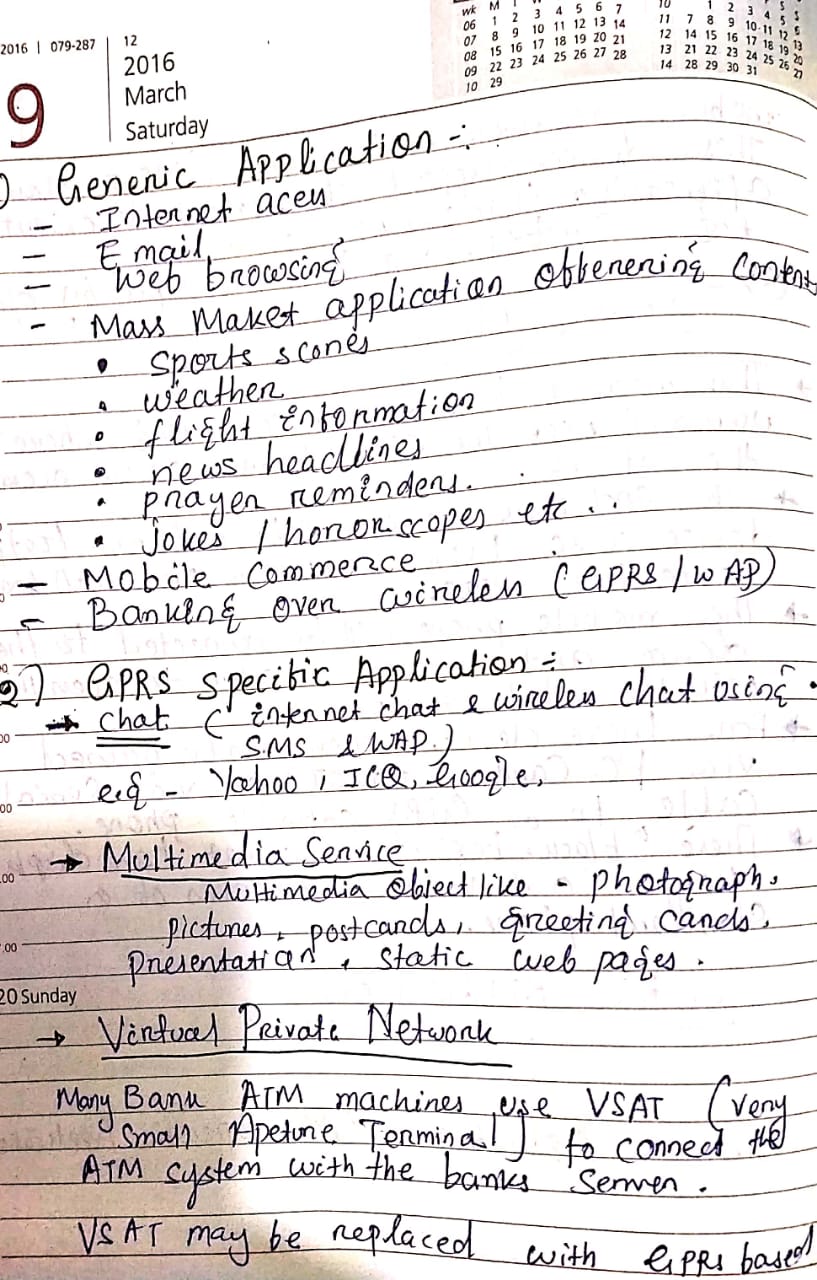 wk M
06 1 2 3 4 5 6 7
07 8 9 10 11 12 13 14
08 15 16 17 18 19 20 21
09 22 23 24 25 26 27 28
10 29
10 1 2 3 4 5 6
11 7 8 9 10 11 12 13
12 14 15 16 17 18 19 20
13 21 22 23 24 25 26 27
14 28 29 30 31
2016 | 079-287
12
2016
March
Saturday
9
) Generic Application -:
- Internet acess
- E mail
- Web browsing
- Mass Maket application offerering Content
• Sports scores
• weather
• flight information
• news headlines
• prayer reminders.
• Jokes / hororscopes etc...
- Mobile Commerce
- Banking over wireless (GPRS / WAP)
2) GPRS specific Application :
→ Chat ( internet chat & wireless chat using
SMS & WAP.)
e.g - Yahoo, ICQ, Google,
→ Multimedia Service
Multimedia Object like - photograph,
pictures, postcards, greeting cards,
presentation, static web pages.
20 Sunday
→ Virtual Private Network
Many Bank ATM machines use VSAT (very
Small Apeture Terminal) to connect the
ATM system with the banks Server.
VSAT may be replaced with GPRS based